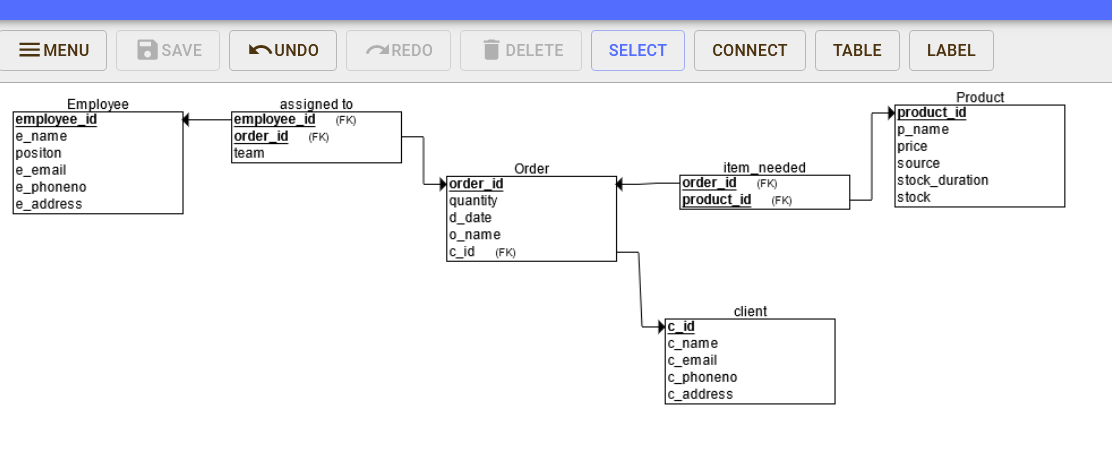 MENU
SAVE
UNDO
REDO
DELETE
SELECT
CONNECT
TABLE
LABEL
Employee
employee_id
e_name
positon
e_email
e_phoneno
e_address
assigned to
employee_id (FK)
order_id (FK)
team
Order
order_id
quantity
d_date
o_name
c_id (FK)
item_needed
order_id (FK)
product_id (FK)
Product
product_id
p_name
price
source
stock_duration
stock
client
c_id
c_name
c_email
c_phoneno
c_address